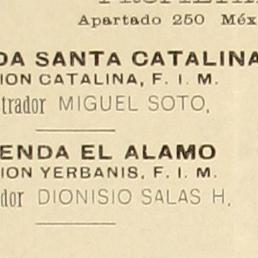 Apartado 250 Méx
DA SANTA CATALINA
ION CATALINA, F. I. M.
trador MIGUEL SOTO,
ENDA EL ALAMO
ION YERBANIS, F. I. M.
dor DIONISIO SALAS H,